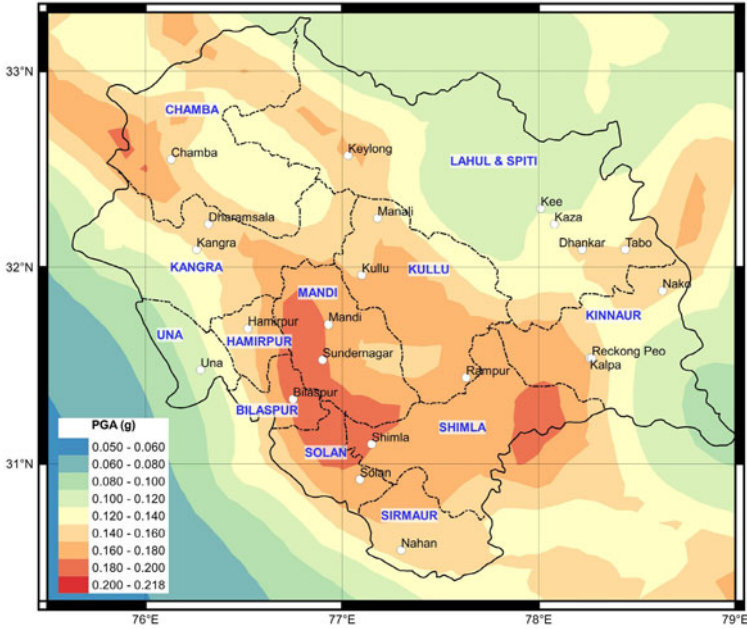 33°N
CHAMBA
Chamba
Keylong
LAHUL & SPITI
Dharamsala
Manali
Kee
Kaza
Kangra
Dhankar
Tabo
32°N
KANGRA
Kullu
KULLU
Nako
MANDI
KINNAUR
UNA
Hamirpur
Mandi
HAMIRPUR
Sundernagar
Reckong Peo
Una
Rampur
Kalpa
Bilaspur
BILASPUR
SHIMLA
Shimla
SOLAN
31°N
Solan
SIRMAUR
Nahan
PGA (g)
0.050 - 0.060
0.060 - 0.080
0.080 - 0.100
0.100 - 0.120
0.120 - 0.140
0.140 - 0.160
0.160 - 0.180
0.180 - 0.200
0.200 - 0.218
76°E
77°E
78°E
79°E